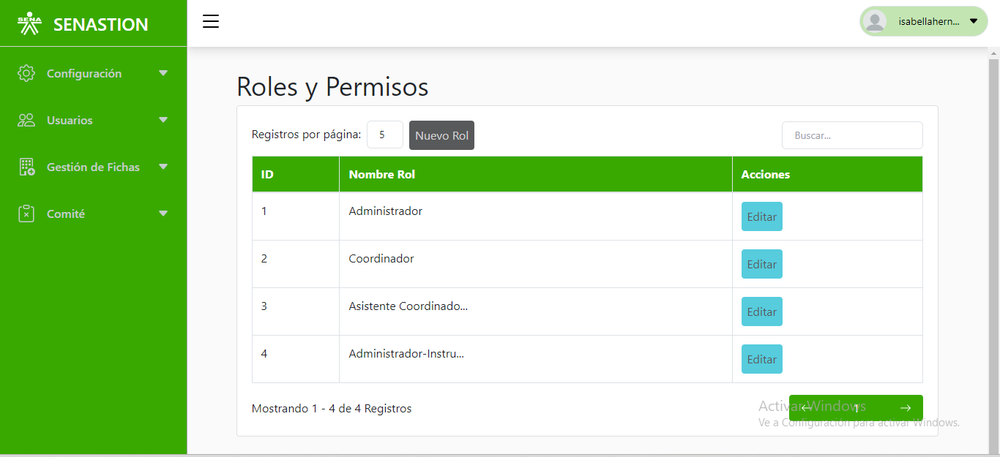 SENA
SENASTION
isabellahern...
Configuración
Usuarios
Gestión de Fichas
Comité
Roles y Permisos
Registros por página: 5 Nuevo Rol Buscar...
ID Nombre Rol Acciones
1 Administrador Editar
2 Coordinador Editar
3 Asistente Coordinado... Editar
4 Administrador-Instru... Editar
Mostrando 1 - 4 de 4 Registros
← 1 →
Activar Windows
Ve a Configuración para activar Windows.